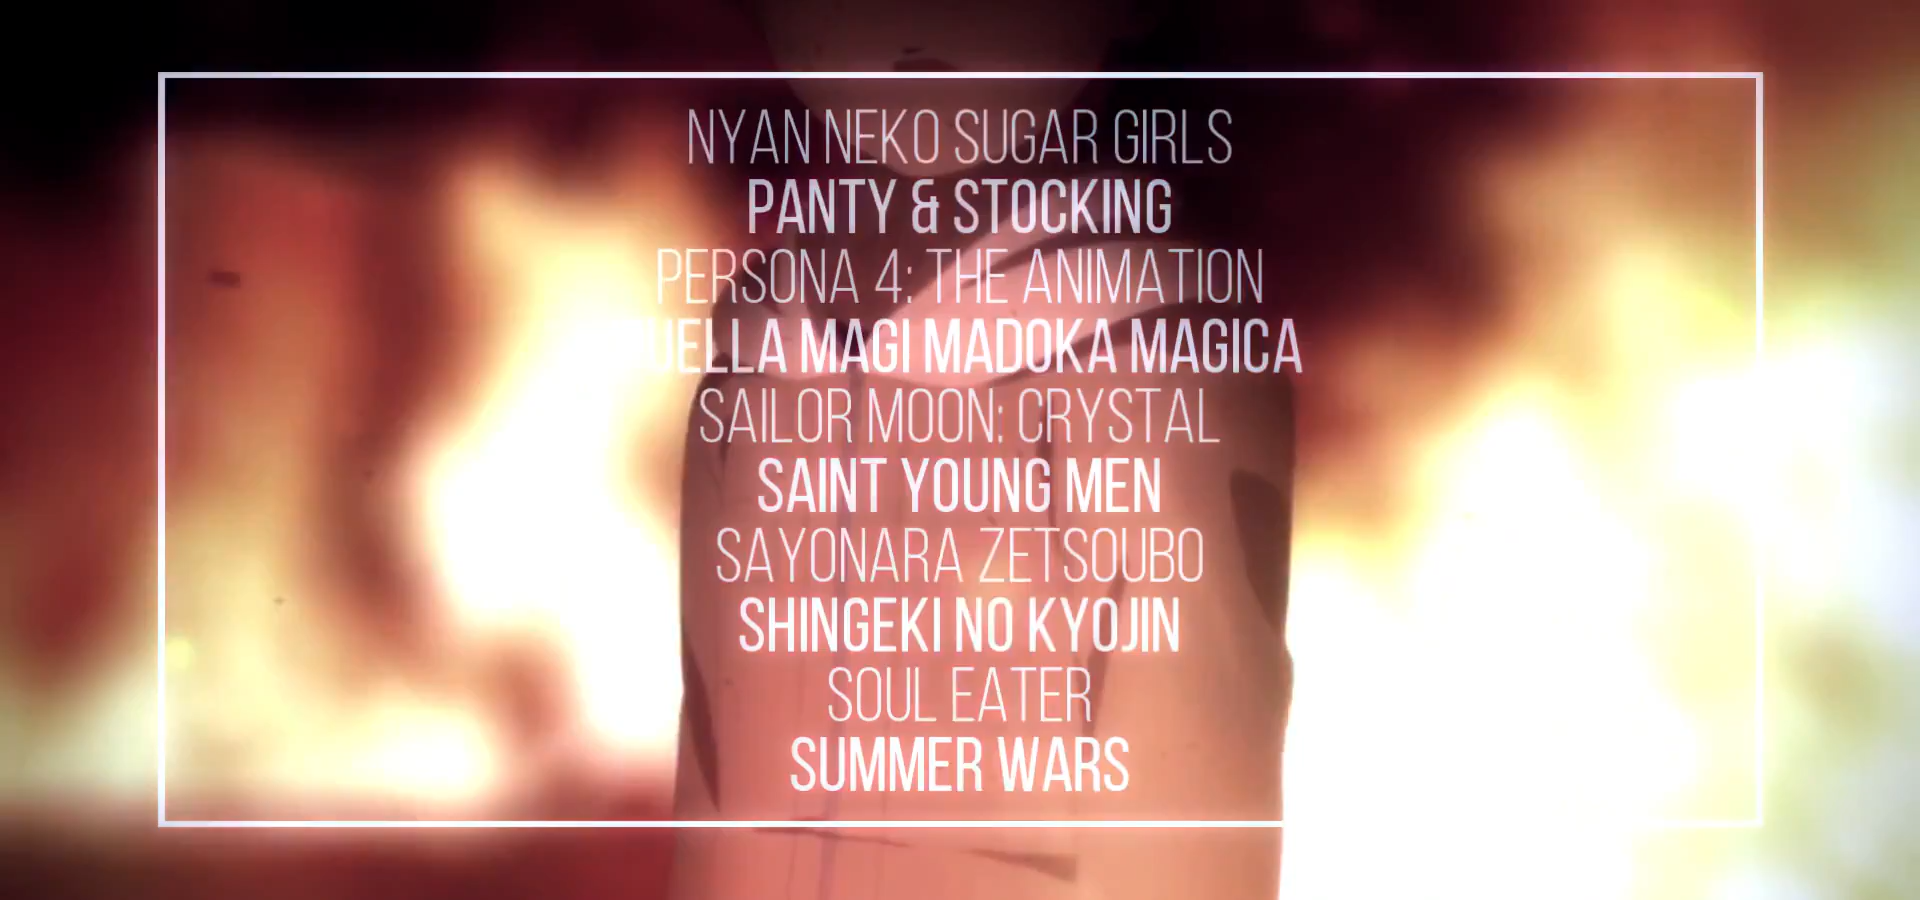 NYAN NEKO SUGAR GIRLS
PANTY & STOCKING
PERSONA 4: THE ANIMATION
MAGI MADOKA MAGICA
SAILOR MOON: CRYSTAL
SAINT YOUNG MEN
SAYONARA ZETSOUBO
SHINGEKI NO KYOJIN
SOUL EATER
SUMMER WARS